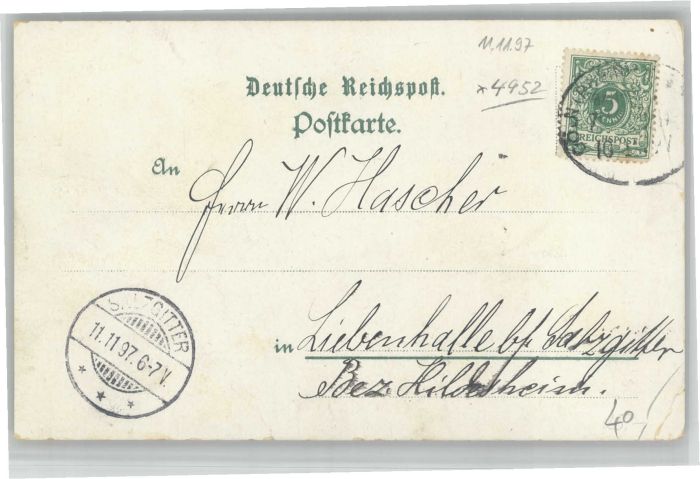 11.11.97
*4952
Deutsche Reichspost.
Postkarte.
5
REICHSPOST
An Herrn W. Hascher
SALZGITTER
11.11.97. 6-7 V.
in Liebenhalle bei Salzgitter
Bez. Hildesheim.
40,